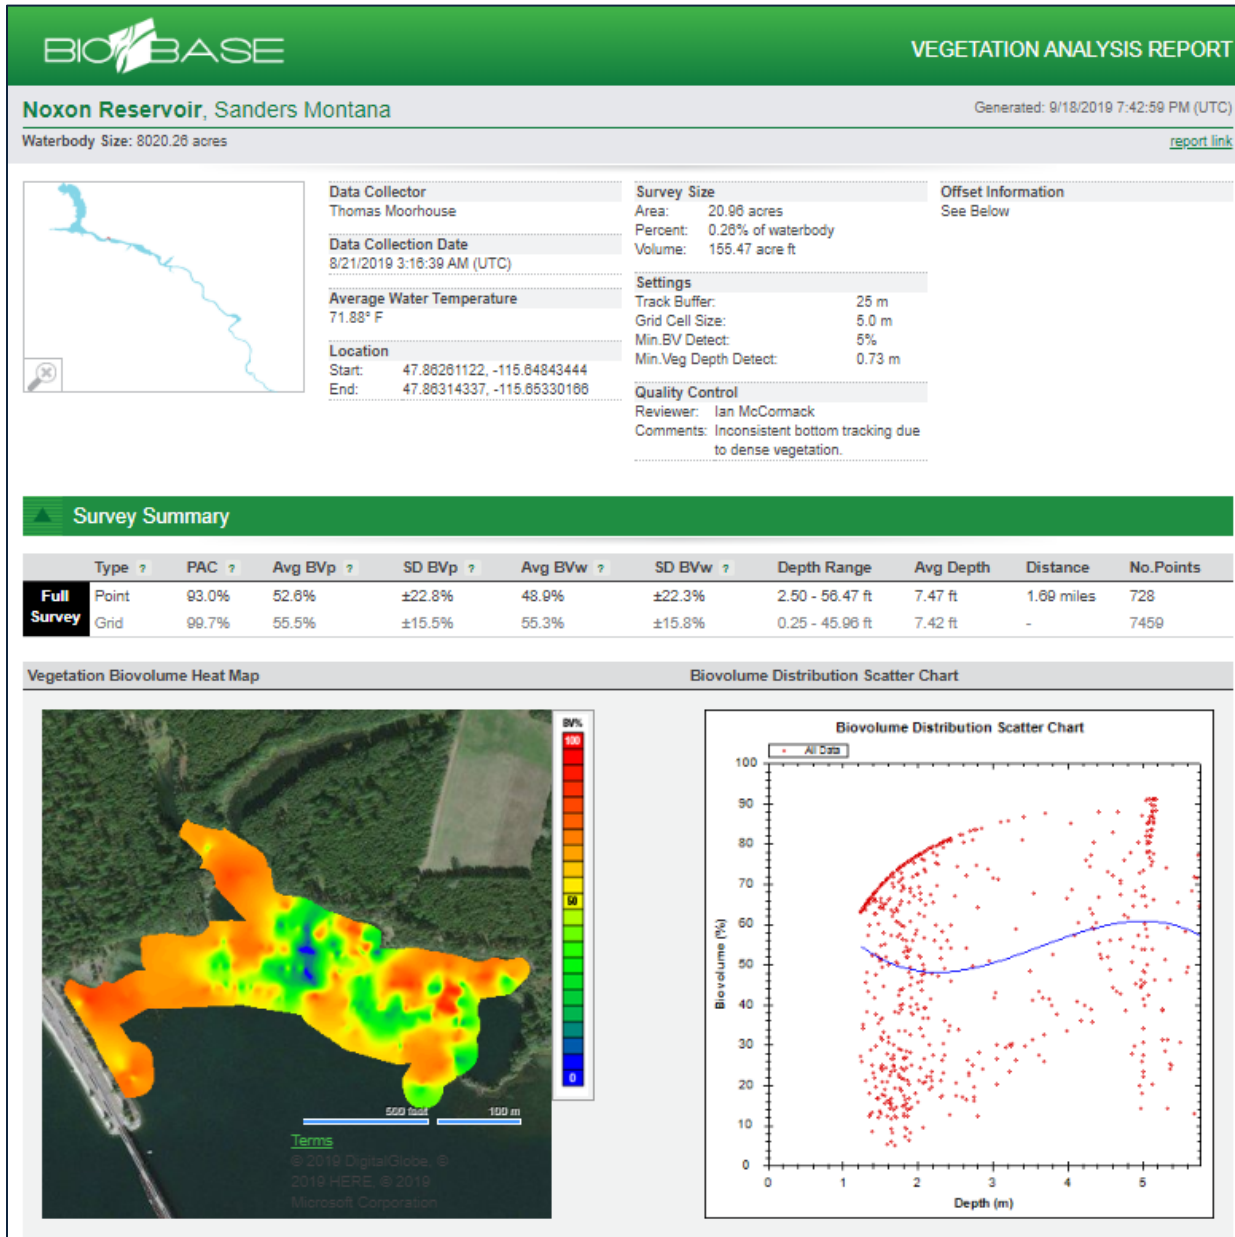 BIOBASE
VEGETATION ANALYSIS REPORT
Noxon Reservoir, Sanders Montana
Generated: 9/18/2019 7:42:59 PM (UTC)
Waterbody Size: 8020.26 acres
report link
Data Collector
Thomas Moorhouse
Data Collection Date
8/21/2019 3:16:39 AM (UTC)
Average Water Temperature
71.88° F
Location
Start: 47.86261122, -115.64843444
End: 47.86314337, -115.65330166
Survey Size
Area: 20.96 acres
Percent: 0.26% of waterbody
Volume: 155.47 acre ft
Settings
Track Buffer: 25 m
Grid Cell Size: 5.0 m
Min.BV Detect: 5%
Min.Veg Depth Detect: 0.73 m
Quality Control
Reviewer: Ian McCormack
Comments: Inconsistent bottom tracking due
to dense vegetation.
Offset Information
See Below
Survey Summary
Type ? PAC ? Avg BVp ? SD BVp ? Avg BVw ? SD BVw ? Depth Range Avg Depth Distance No.Points
Full Survey
Point 93.0% 52.6% ±22.8% 48.9% ±22.3% 2.50 - 56.47 ft 7.47 ft 1.69 miles 728
Grid 99.7% 55.5% ±15.5% 55.3% ±15.8% 0.25 - 45.96 ft 7.42 ft - 7459
Vegetation Biovolume Heat Map
Biovolume Distribution Scatter Chart
BV%
100
50
0
500 feet 100 m
Terms
© 2019 DigitalGlobe, ©
2019 HERE, © 2019
Microsoft Corporation
Biovolume Distribution Scatter Chart
All Data
100
90
80
70
60
50
40
30
20
10
0
Biovolume (%)
0 1 2 3 4 5
Depth (m)